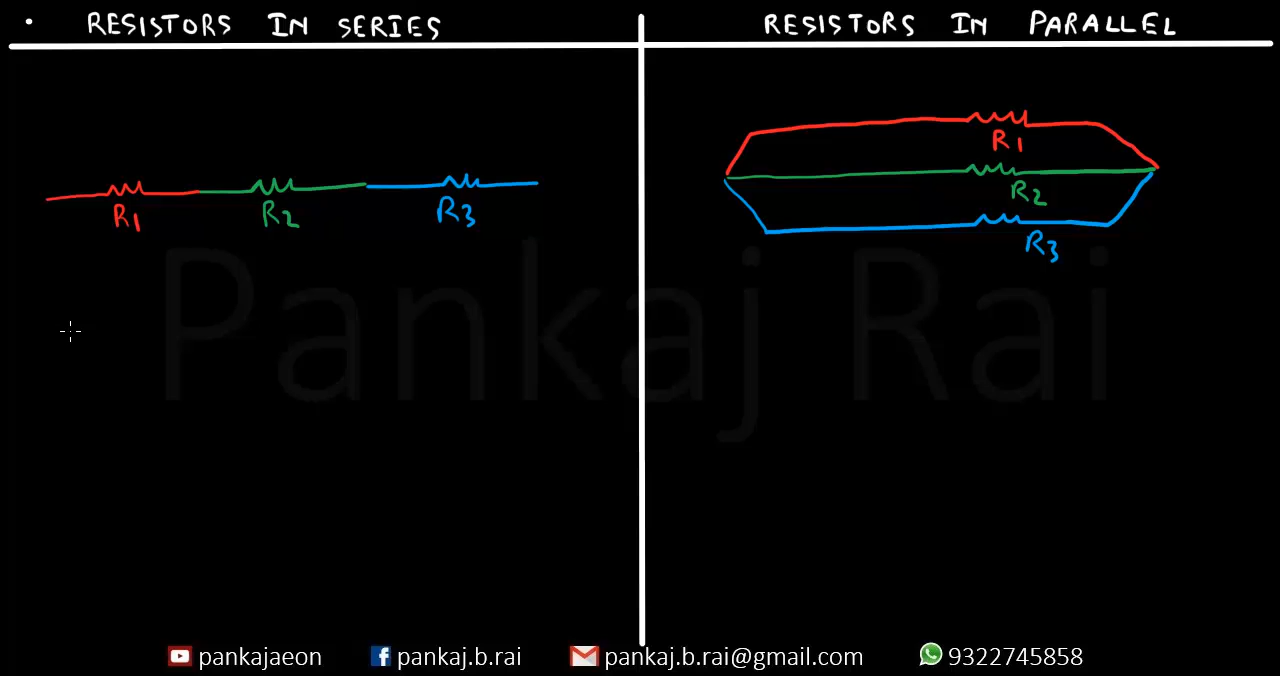 RESISTORS IN SERIES
RESISTORS IN PARALLEL
R1
R2
R3
R1
R2
R3
Pankaj Rai
pankajaeon
pankaj.b.rai
pankaj.b.rai@gmail.com
9322745858